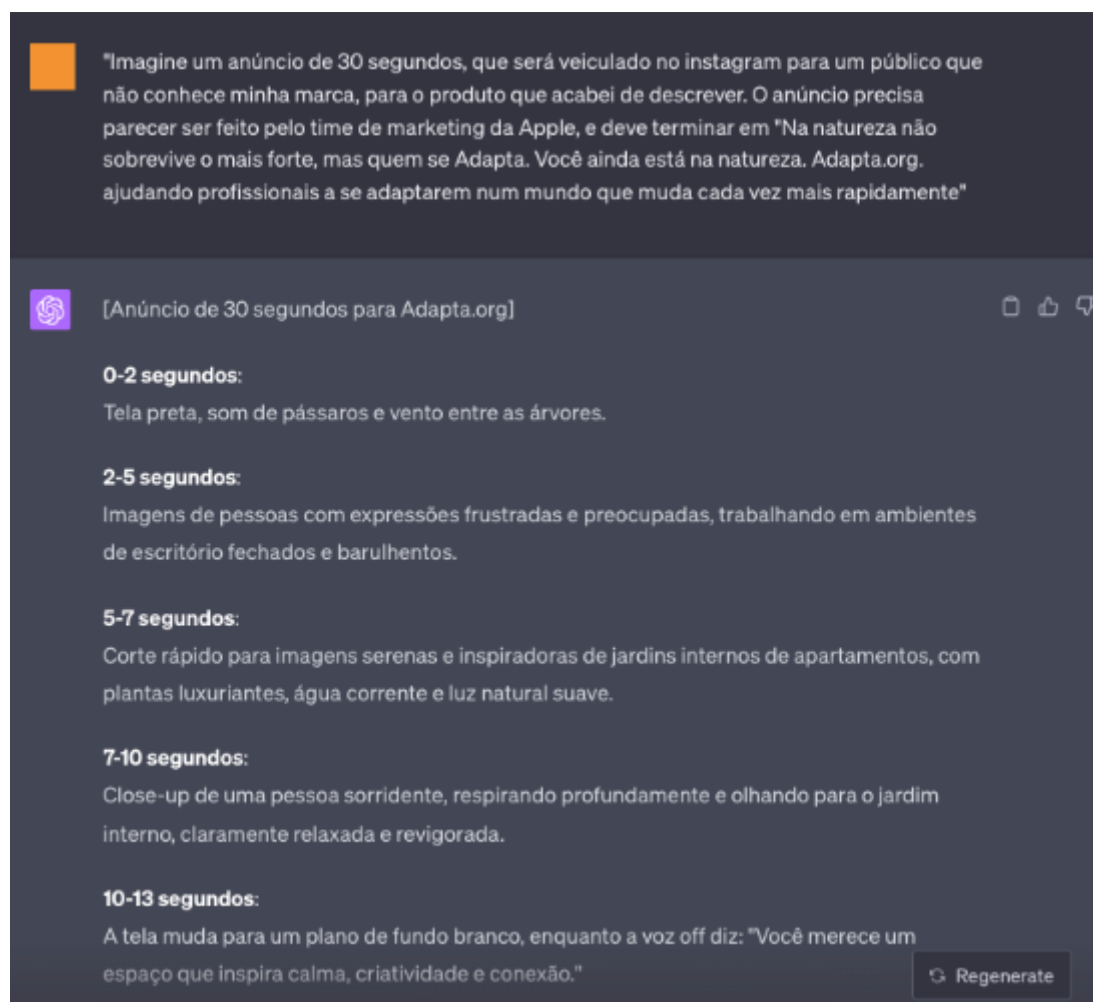 "Imagine um anúncio de 30 segundos, que será veiculado no instagram para um público que
não conhece minha marca, para o produto que acabei de descrever. O anúncio precisa
parecer ser feito pelo time de marketing da Apple, e deve terminar em "Na natureza não
sobrevive o mais forte, mas quem se Adapta. Você ainda está na natureza. Adapta.org.
ajudando profissionais a se adaptarem num mundo que muda cada vez mais rapidamente"
[Anúncio de 30 segundos para Adapta.org]
0-2 segundos:
Tela preta, som de pássaros e vento entre as árvores.
2-5 segundos:
Imagens de pessoas com expressões frustradas e preocupadas, trabalhando em ambientes
de escritório fechados e barulhentos.
5-7 segundos:
Corte rápido para imagens serenas e inspiradoras de jardins internos de apartamentos, com
plantas luxuriantes, água corrente e luz natural suave.
7-10 segundos:
Close-up de uma pessoa sorridente, respirando profundamente e olhando para o jardim
interno, claramente relaxada e revigorada.
10-13 segundos:
A tela muda para um plano de fundo branco, enquanto a voz off diz: "Você merece um
espaço que inspira calma, criatividade e conexão."
Regenerate